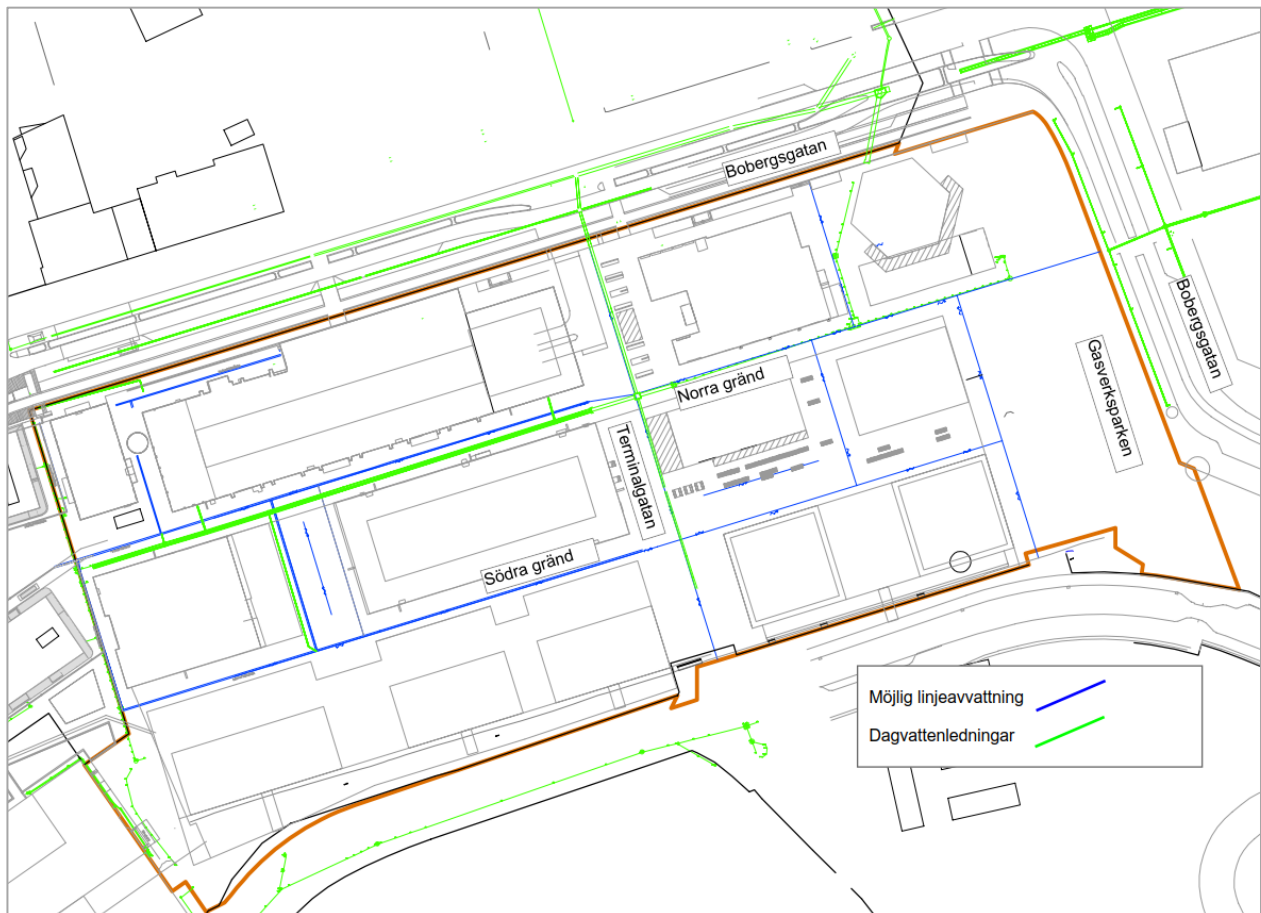 Bobergsgatan
Bobergsgatan
Gasverksparken
Norra gränd
Terminalgatan
Södra gränd
Möjlig linjeavvattning
Dagvattenledningar